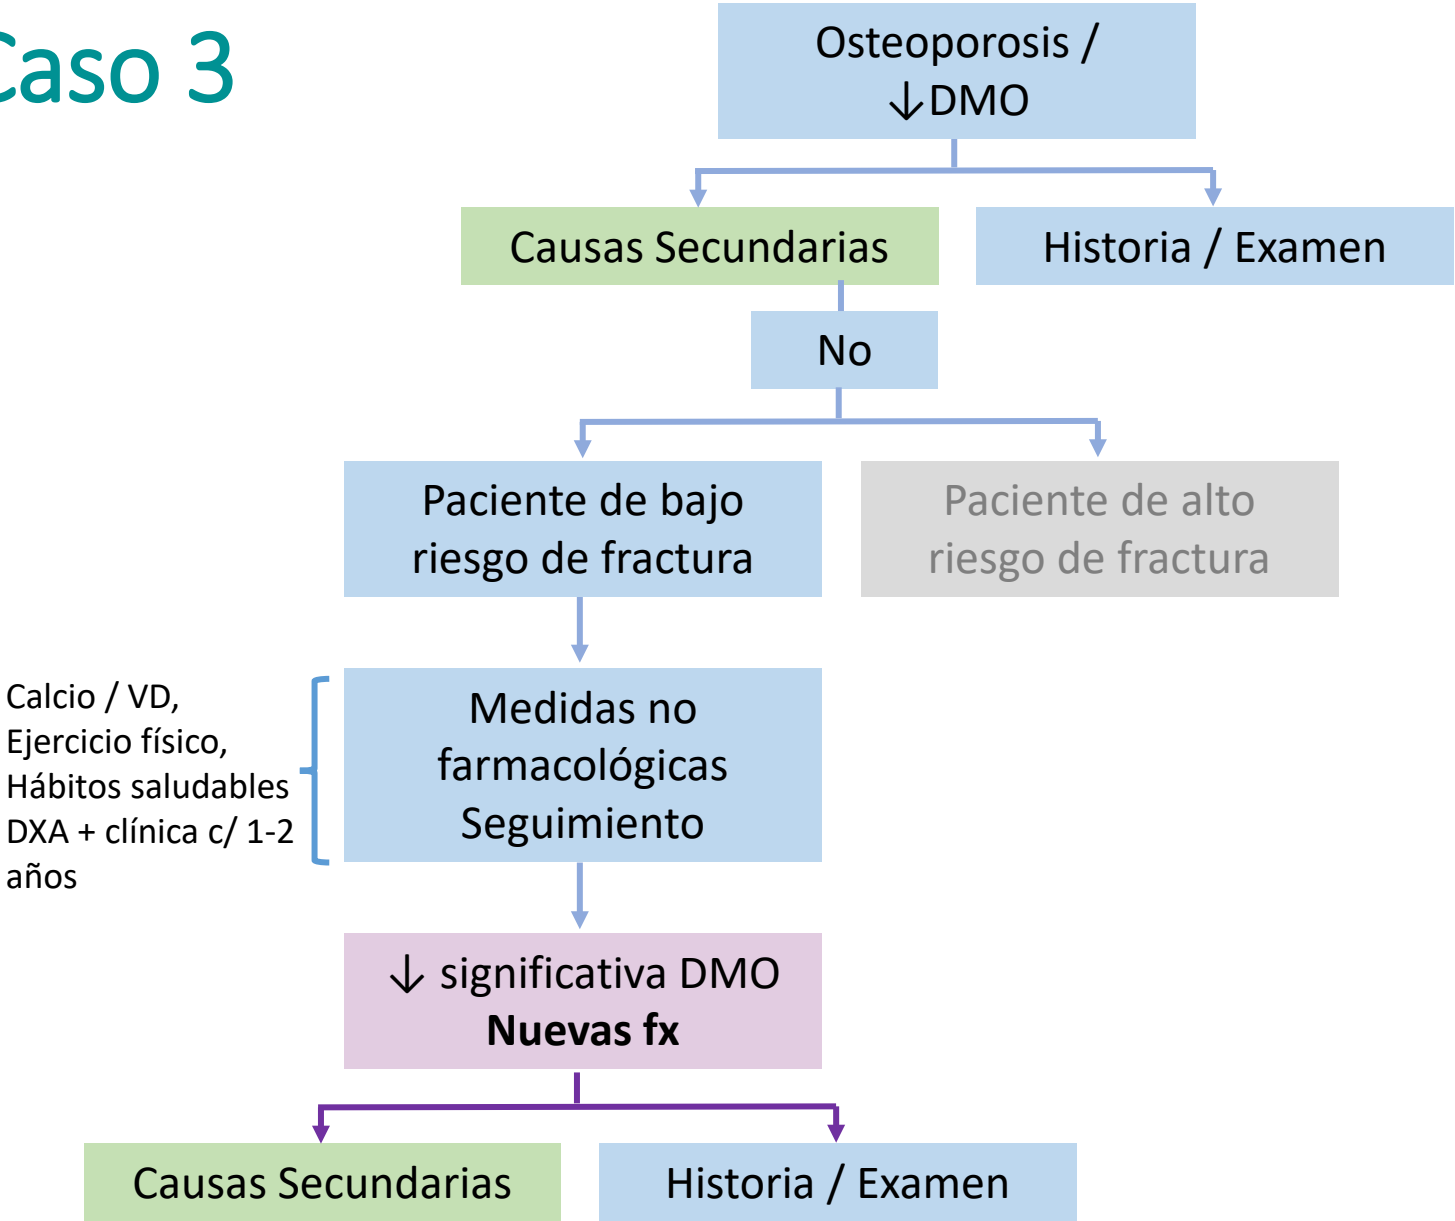 Caso 3
Osteoporosis /
↓DMO
Causas Secundarias
Historia / Examen
No
Paciente de bajo
riesgo de fractura
Paciente de alto
riesgo de fractura
Calcio / VD,
Ejercicio físico,
Hábitos saludables
DXA + clínica c/ 1-2
años
Medidas no
farmacológicas
Seguimiento
↓ significativa DMO
Nuevas fx
Causas Secundarias
Historia / Examen